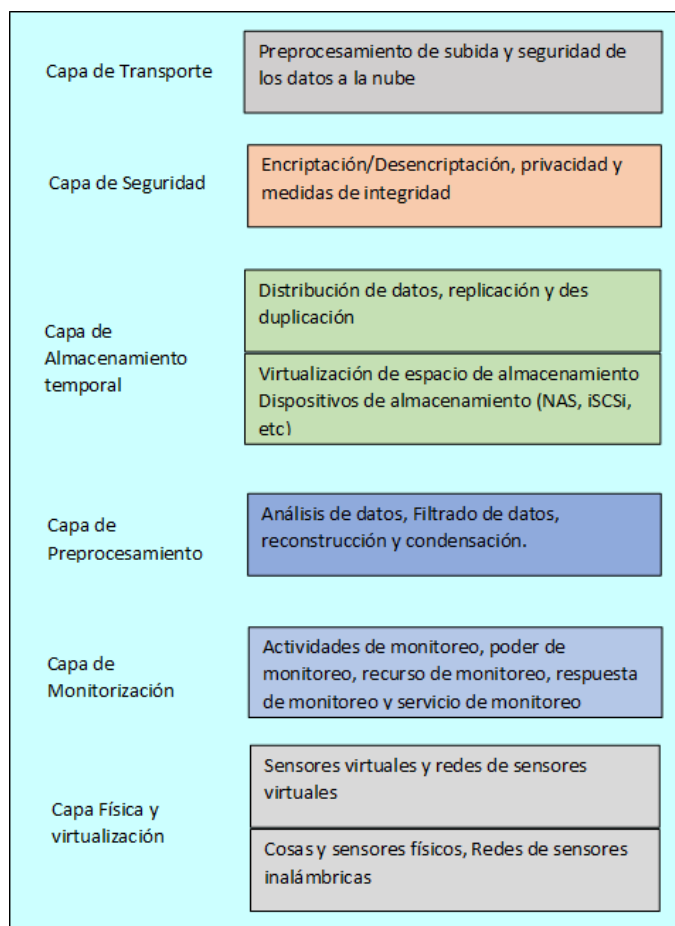 Capa de Transporte
Preprocesamiento de subida y seguridad de
los datos a la nube
Capa de Seguridad
Encriptación/Desencriptación, privacidad y
medidas de integridad
Capa de
Almacenamiento
temporal
Distribución de datos, replicación y des
duplicación
Virtualización de espacio de almacenamiento
Dispositivos de almacenamiento (NAS, iSCSi,
etc)
Capa de
Preprocesamiento
Análisis de datos, Filtrado de datos,
reconstrucción y condensación.
Capa de
Monitorización
Actividades de monitoreo, poder de
monitoreo, recurso de monitoreo, respuesta
de monitoreo y servicio de monitoreo
Capa Física y
virtualización
Sensores virtuales y redes de sensores
virtuales
Cosas y sensores físicos, Redes de sensores
inalámbricas